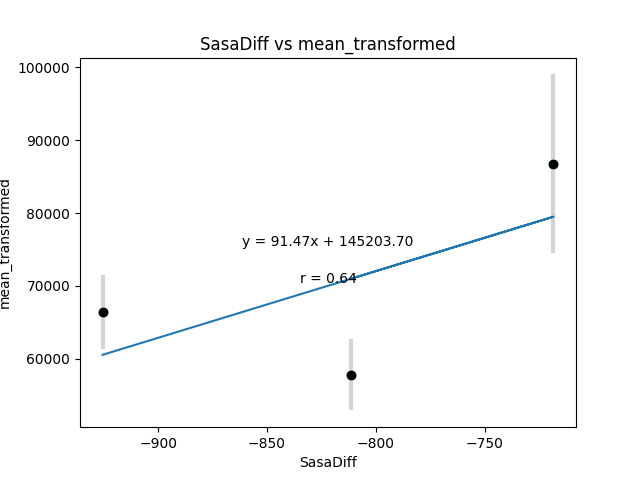 SasaDiff vs mean_transformed
100000
90000
80000
70000
60000
mean_transformed
y = 91.47x + 145203.70
r = 0.64
−900
−850
−800
−750
SasaDiff